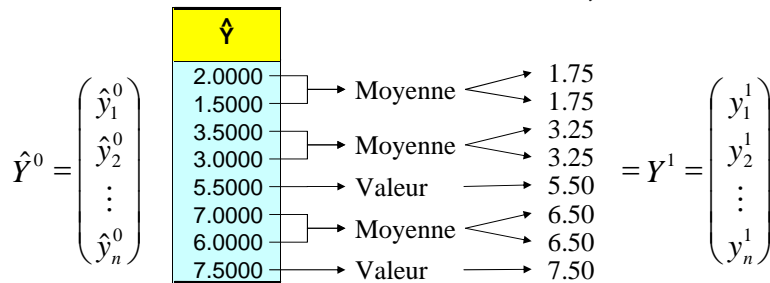 Ŷ
2.0000
1.5000
3.5000
3.0000
5.5000
7.0000
6.0000
7.5000
Moyenne
Moyenne
Valeur
Moyenne
Valeur
1.75
1.75
3.25
3.25
5.50
6.50
6.50
7.50
Ŷ⁰ = (ŷ₁⁰ ŷ₂⁰ ⋮ ŷₙ⁰)
= Y¹ = (y₁¹ y₂¹ ⋮ yₙ¹)